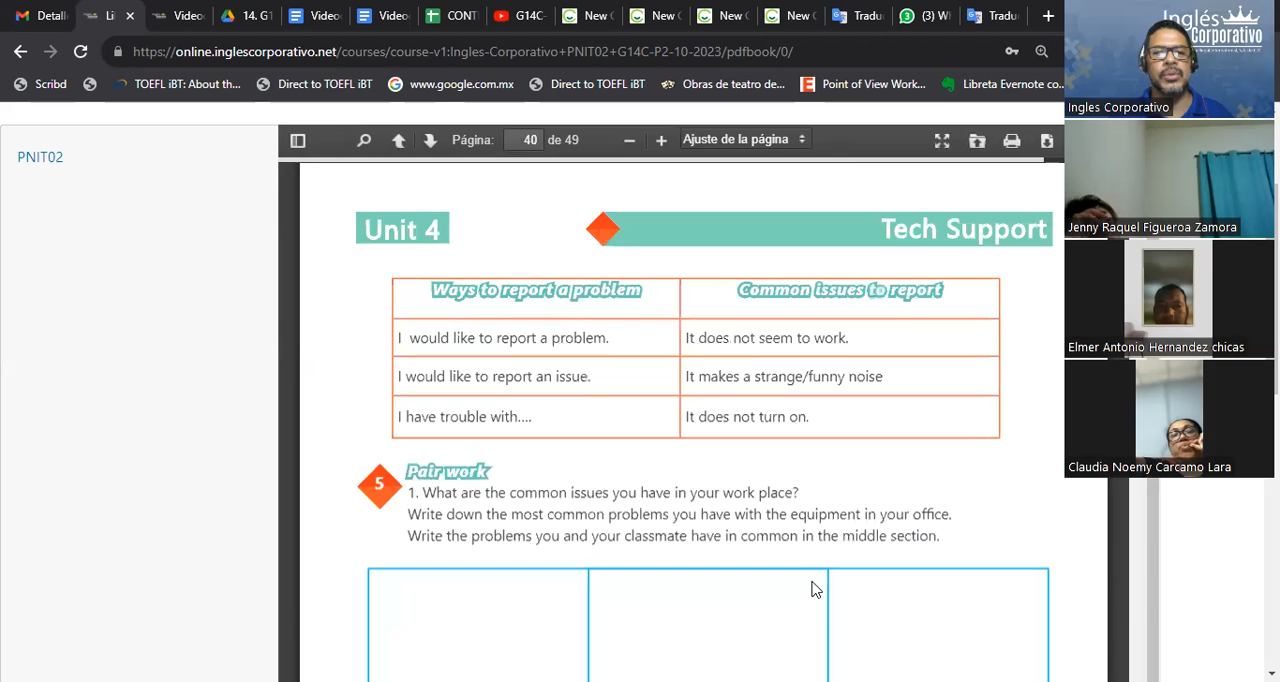 Detall
Li
Videoc
14. G1
Videoc
Videoc
CONT
G14C-
New C
New C
New C
New C
Traduc
(3) W
Traduc
https://online.inglescorporativo.net/courses/course-v1:Ingles-Corporativo+PNIT02+G14C-P2-10-2023/pdfbook/0/
Scribd
TOEFL iBT: About th...
Direct to TOEFL iBT
www.google.com.mx
Direct to TOEFL iBT
Obras de teatro de...
Point of View Work...
Libreta Evernote co
Inglés
Corporativo
Ingles Corporativo
Jenny Raquel Figueroa Zamora
Elmer Antonio Hernandez chicas
Claudia Noemy Carcamo Lara
PNIT02
Página: 40 de 49
Ajuste de la página
Unit 4
Tech Support
Ways to report a problem
Common issues to report
I would like to report a problem.
It does not seem to work.
I would like to report an issue.
It makes a strange/funny noise
I have trouble with....
It does not turn on.
5
Pair work
1. What are the common issues you have in your work place?
Write down the most common problems you have with the equipment in your office.
Write the problems you and your classmate have in common in the middle section.